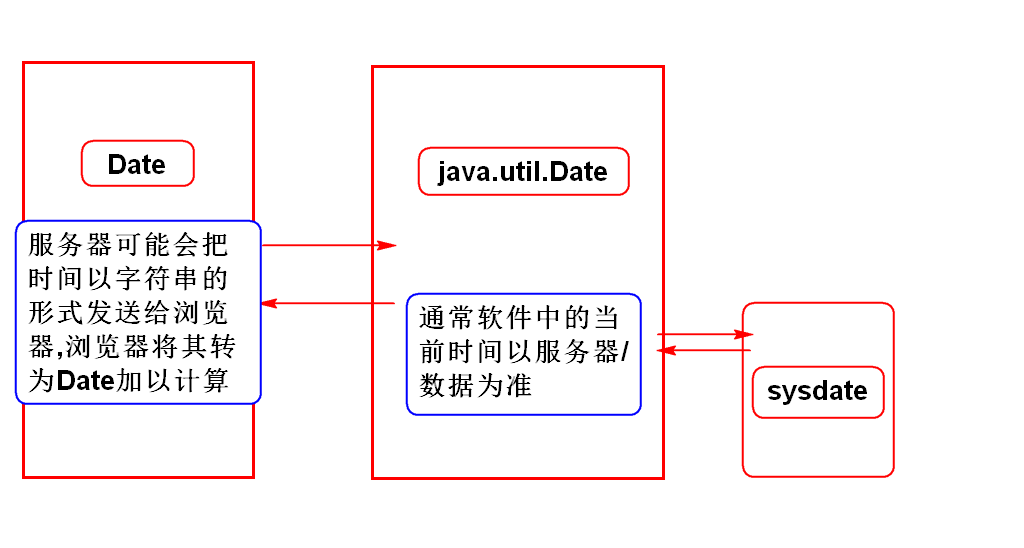 Date
服务器可能会把
时间以字符串的
形式发送给浏览
器,浏览器将其转
为Date加以计算
java.util.Date
通常软件中的当
前时间以服务器/
数据为准
sysdate